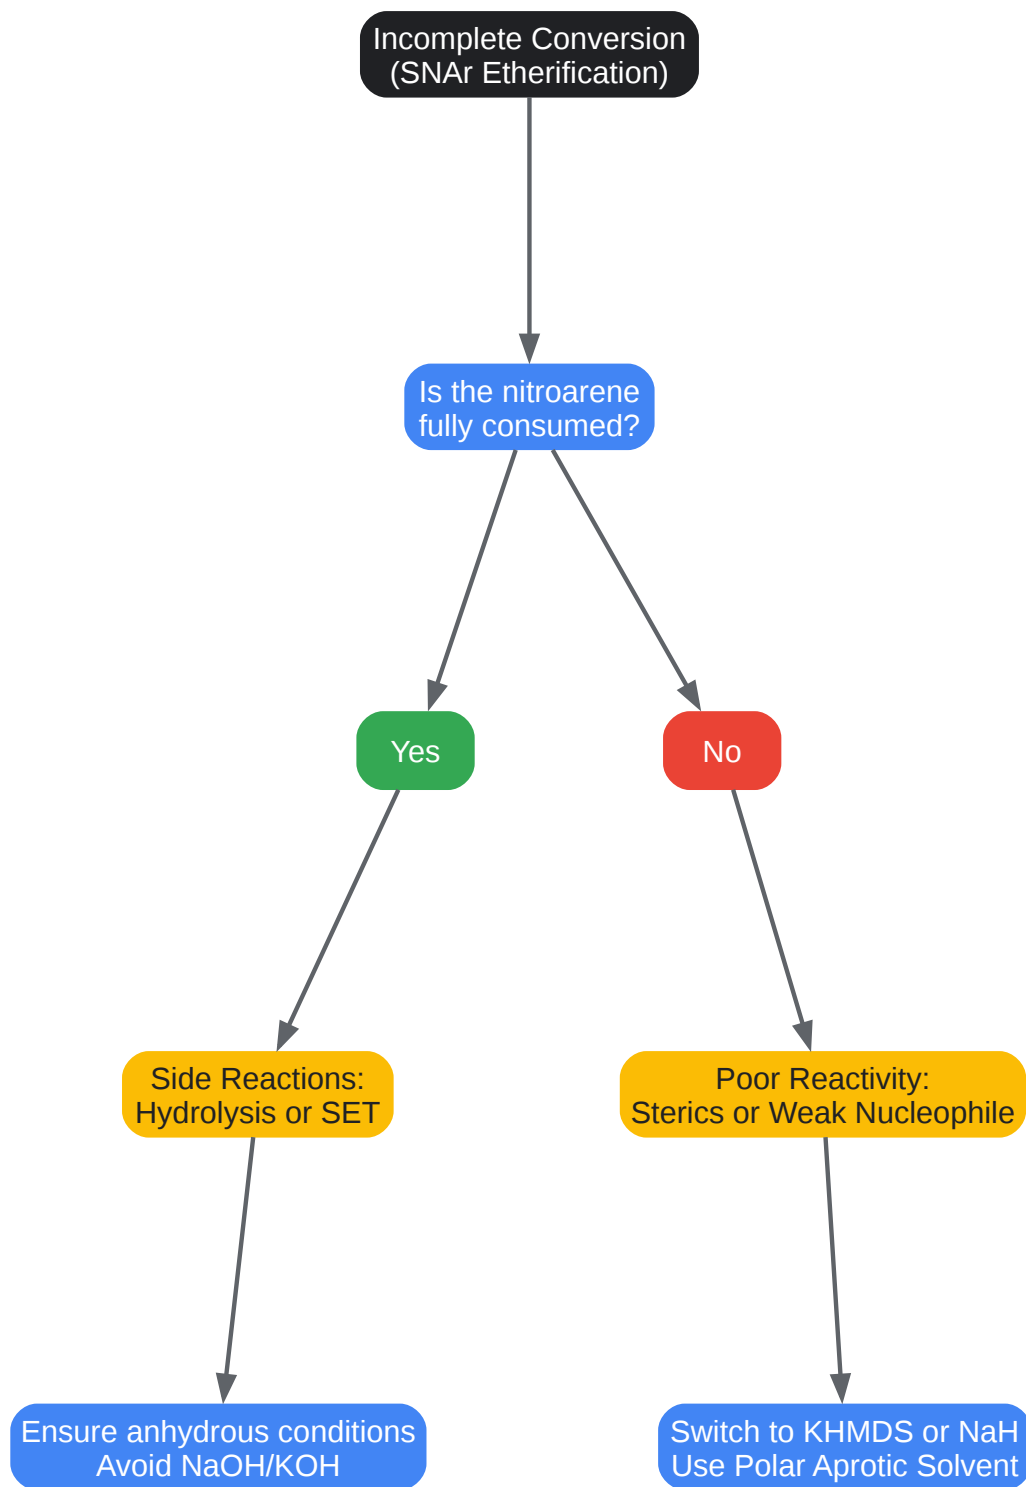 Incomplete Conversion
(SNAr Etherification)
Is the nitroarene
fully consumed?
Yes
No
Side Reactions:
Hydrolysis or SET
Poor Reactivity:
Sterics or Weak Nucleophile
Ensure anhydrous conditions
Avoid NaOH/KOH
Switch to KHMDS or NaH
Use Polar Aprotic Solvent